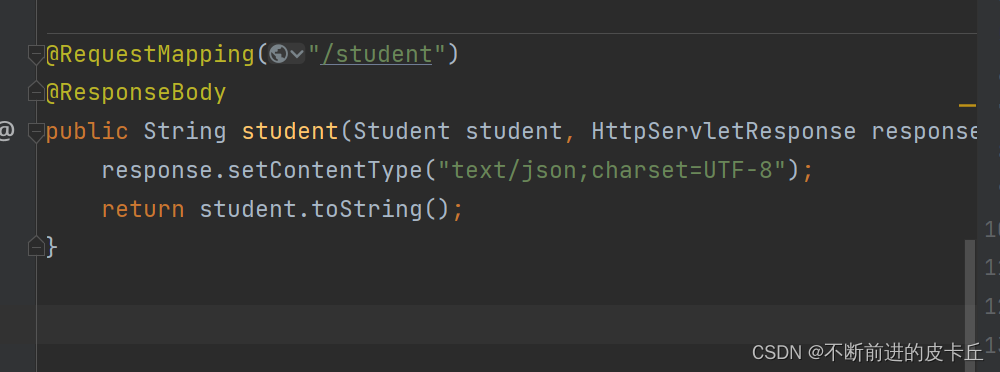 @RequestMapping("/student")
@ResponseBody
@
public String student(Student student, HttpServletResponse response
response.setContentType("text/json;charset=UTF-8");
return student.toString();
}
CSDN @不断前进的皮卡丘